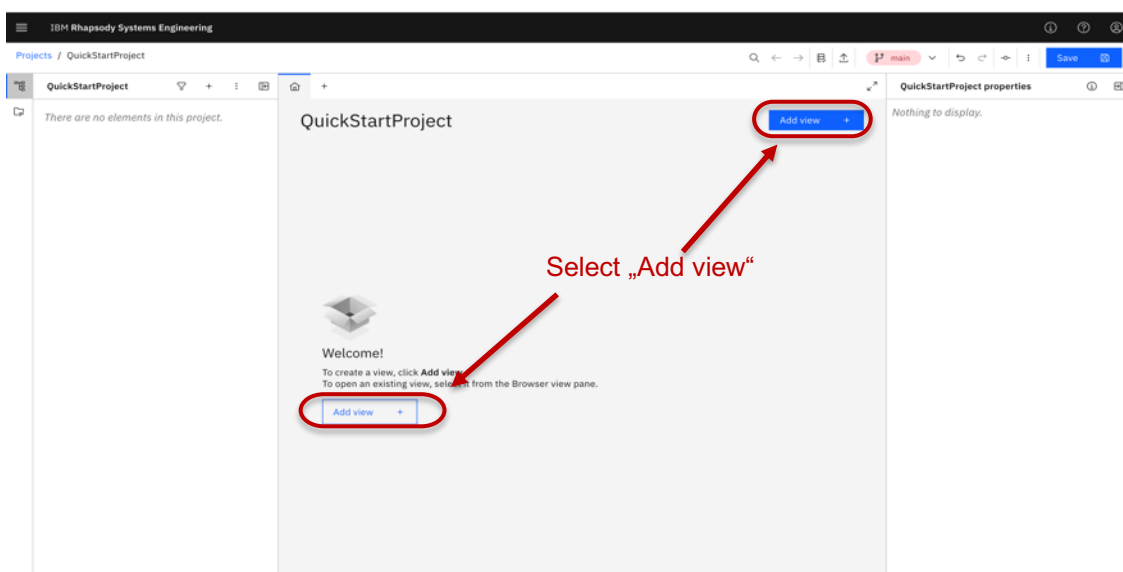 IBM Rhapsody Systems Engineering
Projects / QuickStartProject
main
Save
QuickStartProject
There are no elements in this project.
QuickStartProject
Add view +
QuickStartProject properties
Nothing to display.
Select „Add view“
Welcome!
To create a view, click Add view.
To open an existing view, select it from the Browser view pane.
Add view +